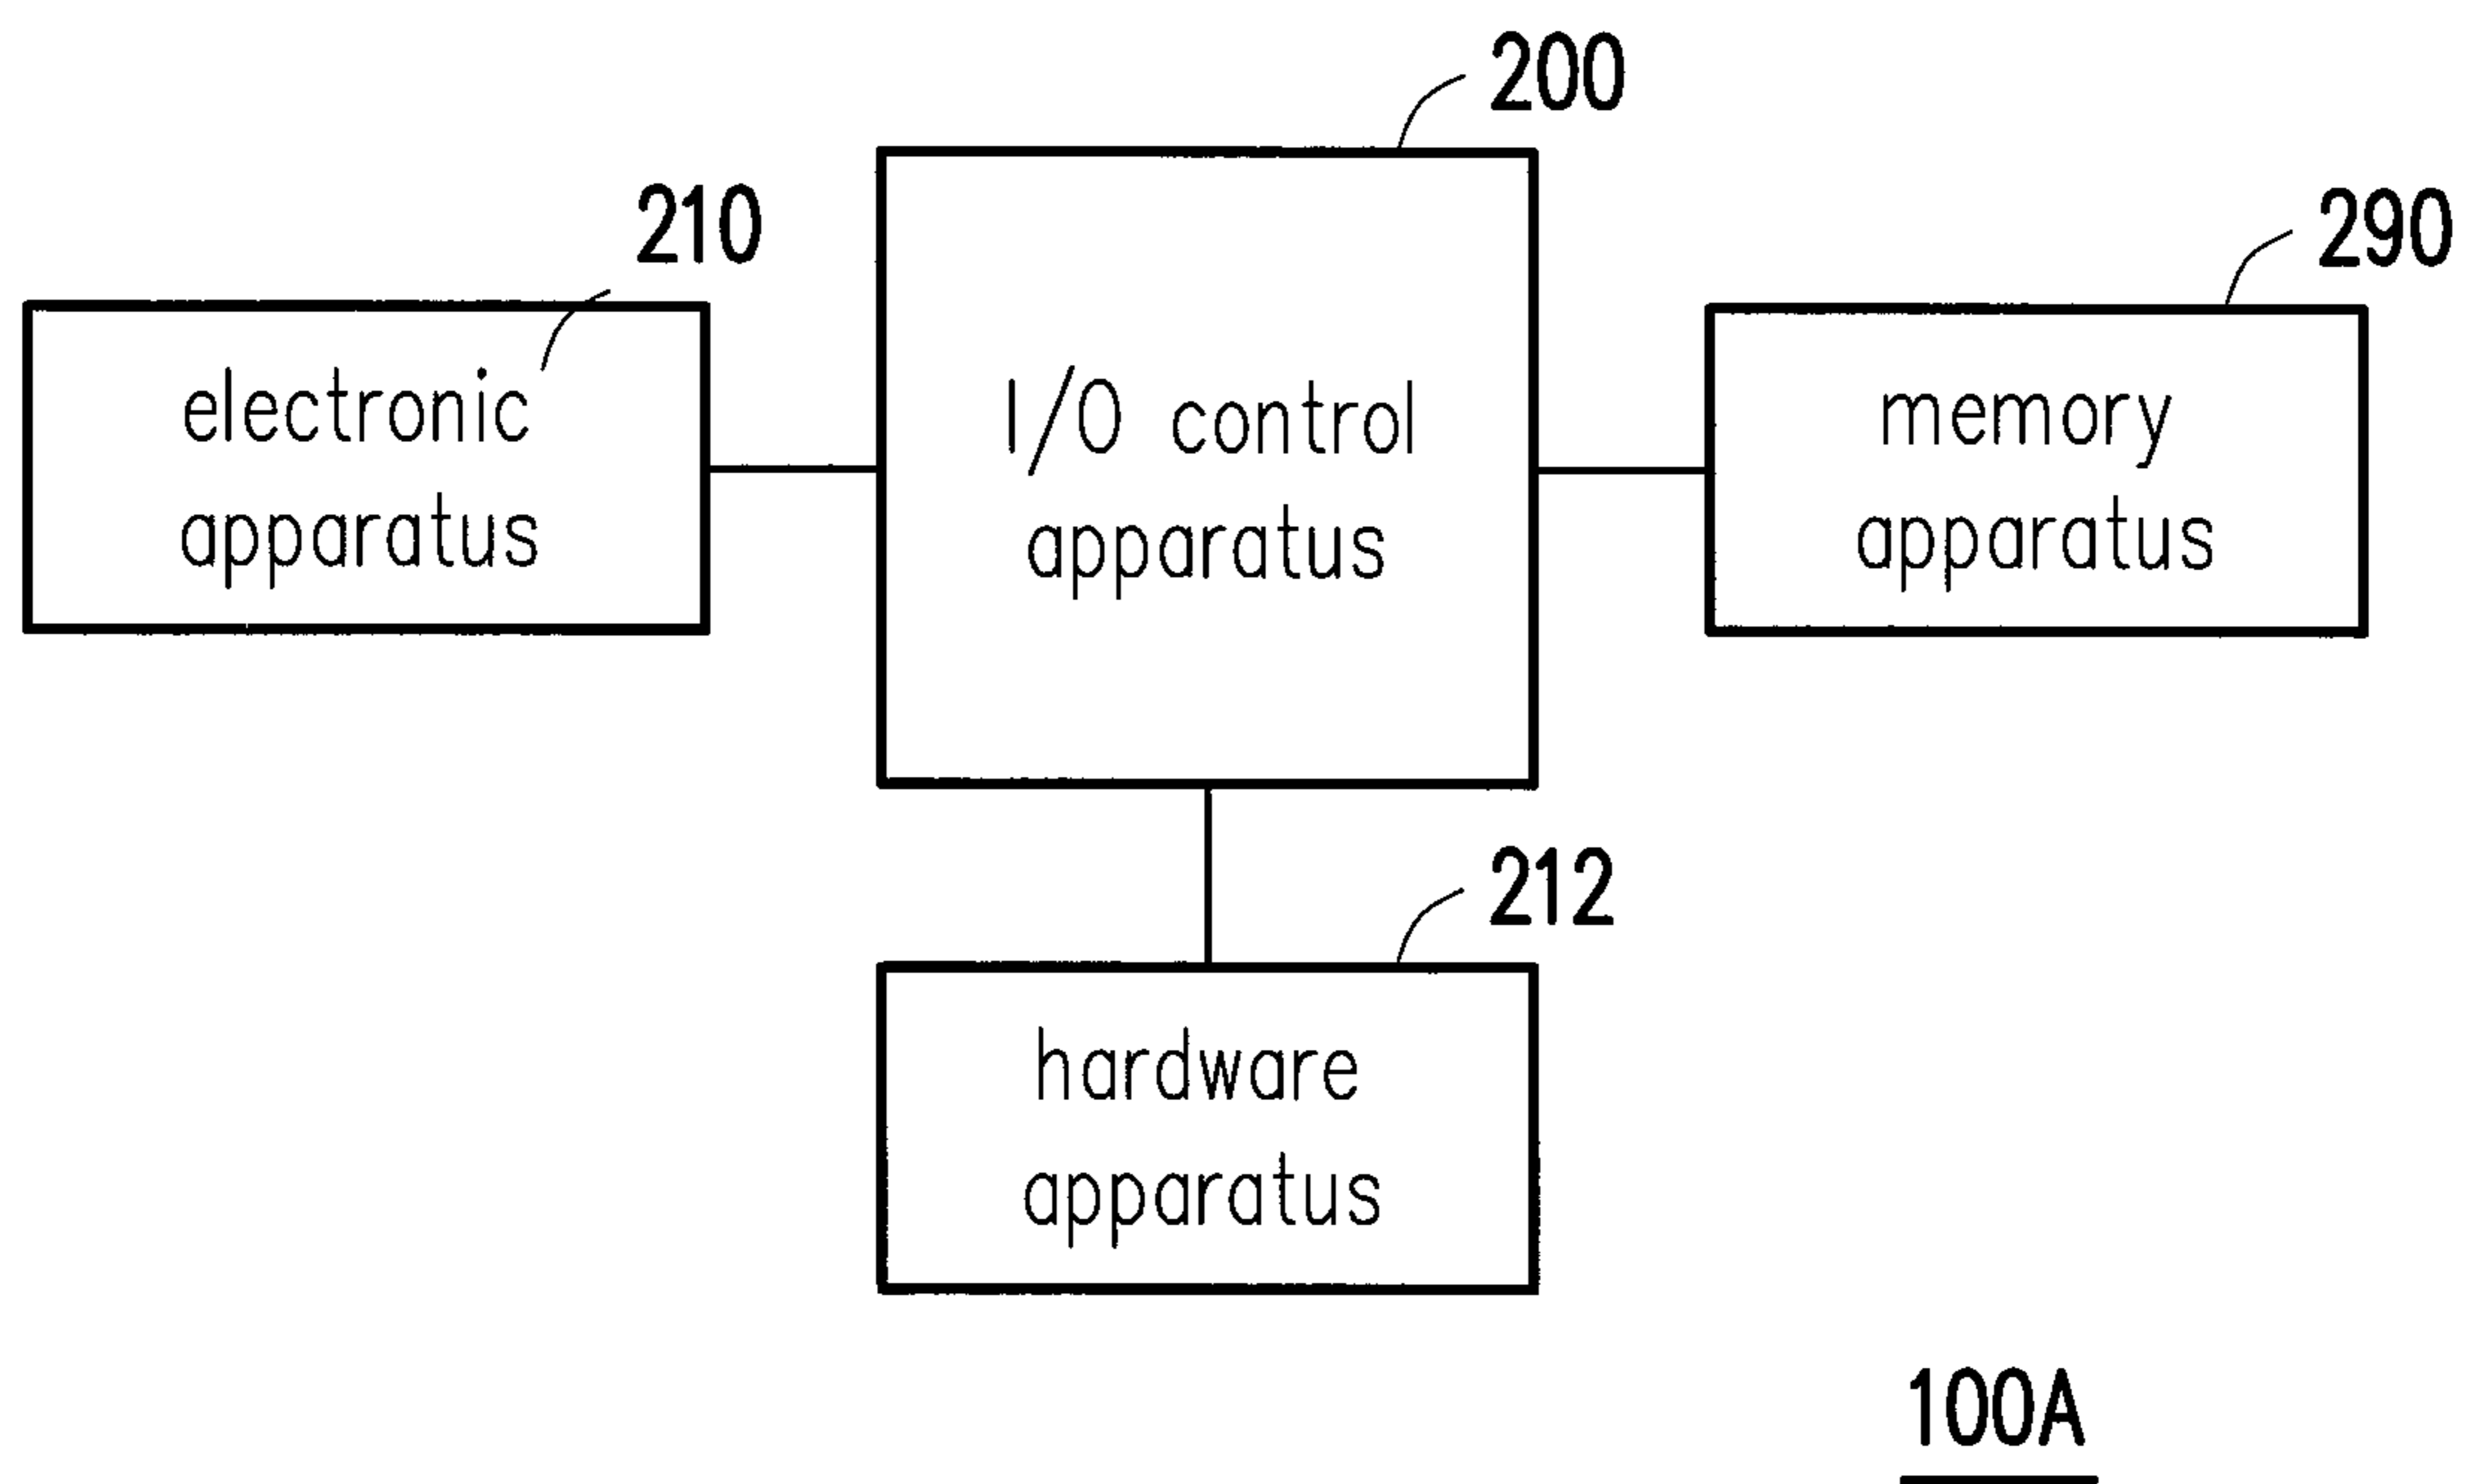 200
210
290
electronic
apparatus
I/O control
apparatus
memory
apparatus
212
hardware
apparatus
100A